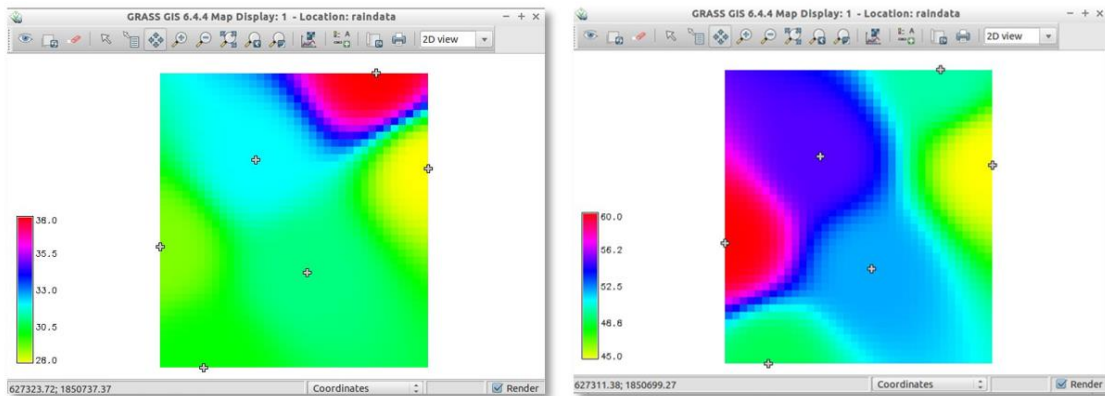 GRASS GIS 6.4.4 Map Display: 1 - Location: raindata
2D view
38.0
35.5
33.0
30.5
28.0
627323.72; 1850737.37
Coordinates
Render
GRASS GIS 6.4.4 Map Display: 1 - Location: raindata
2D view
60.0
56.2
52.5
48.8
45.0
627311.38; 1850699.27
Coordinates
Render